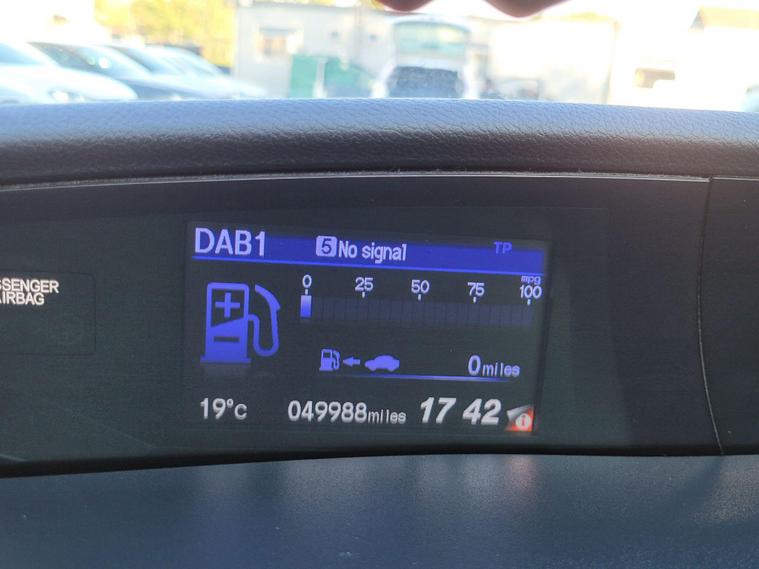 DAB1 5 No signal TP
SSENGER
AIRBAG
mpg
0 25 50 75 100
0 miles
19°C 049988 miles 17 42 i